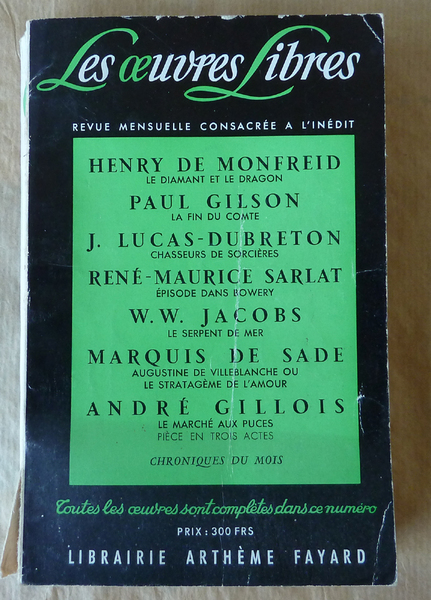 Les œuvres Libres
REVUE MENSUELLE CONSACRÉE A L'INÉDIT
HENRY DE MONFREID
LE DIAMANT ET LE DRAGON
PAUL GILSON
LA FIN DU COMTE
J. LUCAS-DUBRETON
CHASSEURS DE SORCIÈRES
RENÉ-MAURICE SARLAT
ÉPISODE DANS BOWERY
W.W. JACOBS
LE SERPENT DE MER
MARQUIS DE SADE
AUGUSTINE DE VILLEBLANCHE OU
LE STRATAGÈME DE L'AMOUR
ANDRÉ GILLOIS
LE MARCHÉ AUX PUCES
PIÈCE EN TROIS ACTES
CHRONIQUES DU MOIS
Toutes les œuvres sont complètes dans ce numéro
PRIX : 300 FRS
LIBRAIRIE ARTHÈME FAYARD